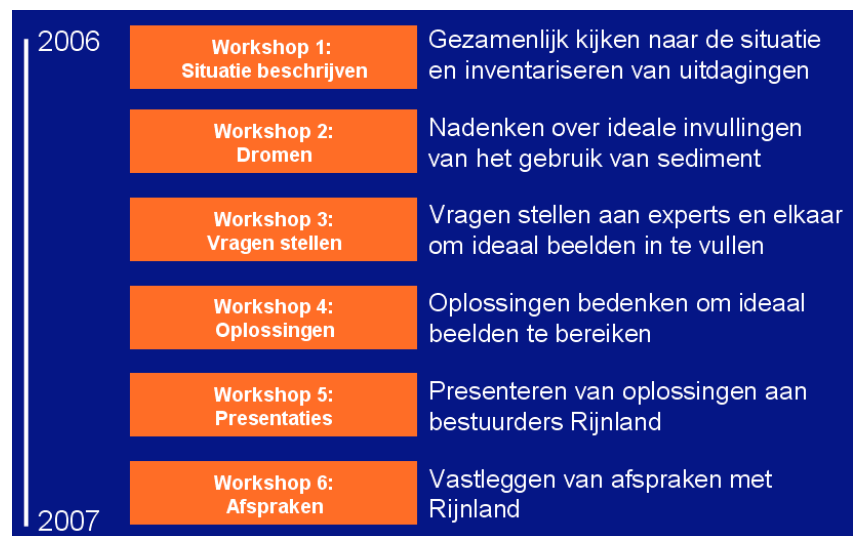 2006
Workshop 1:
Situatie beschrijven
Gezamenlijk kijken naar de situatie
en inventariseren van uitdagingen
Workshop 2:
Dromen
Nadenken over ideale invullingen
van het gebruik van sediment
Workshop 3:
Vragen stellen
Vragen stellen aan experts en elkaar
om ideaal beelden in te vullen
Workshop 4:
Oplossingen
Oplossingen bedenken om ideaal
beelden te bereiken
Workshop 5:
Presentaties
Presenteren van oplossingen aan
bestuurders Rijnland
Workshop 6:
Afspraken
Vastleggen van afspraken met
Rijnland
2007